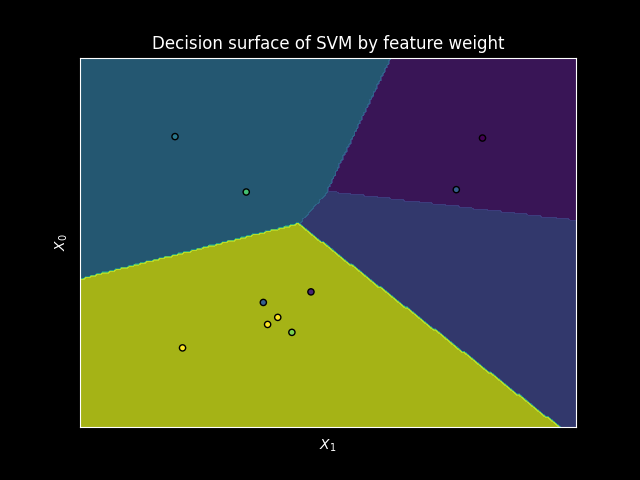 Decision surface of SVM by feature weight
X₀
X₁